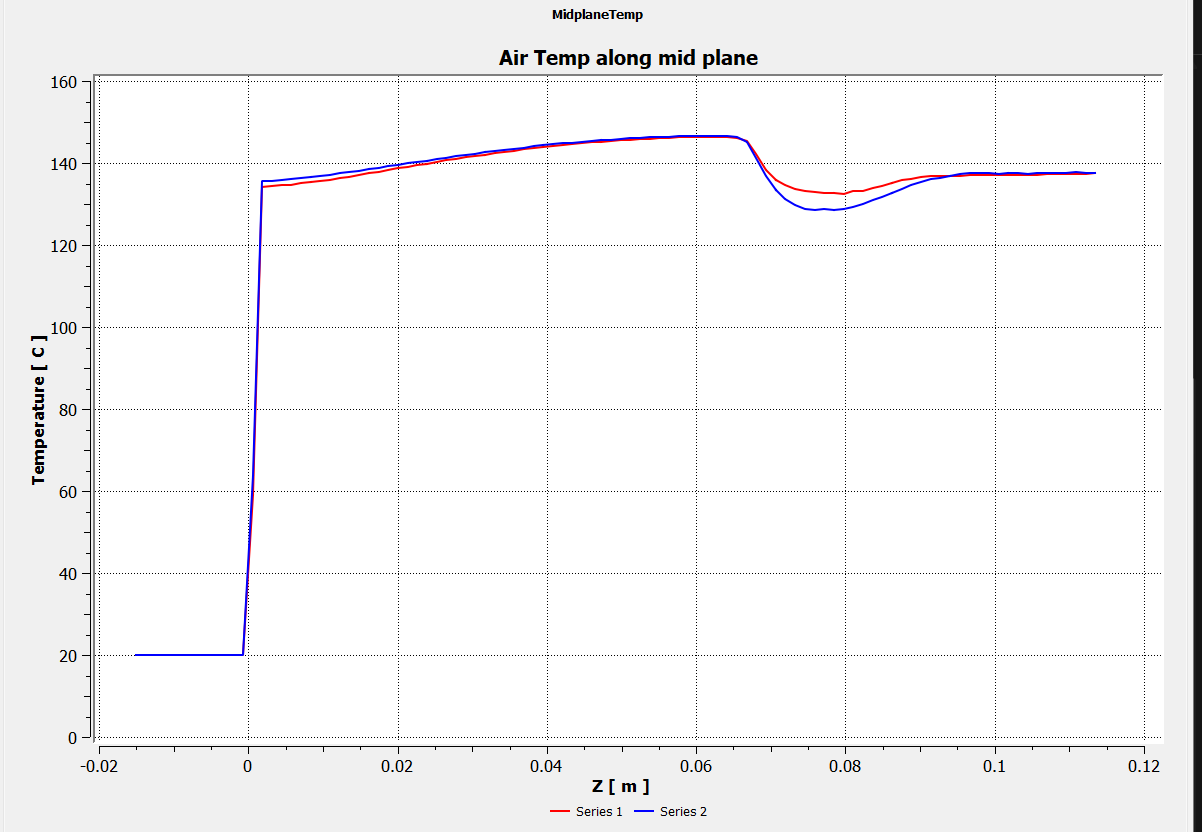 MidplaneTemp
Air Temp along mid plane
160
140
120
100
80
60
40
20
0
Temperature [ C ]
-0.02 0 0.02 0.04 0.06 0.08 0.1 0.12
Z [ m ]
Series 1 Series 2